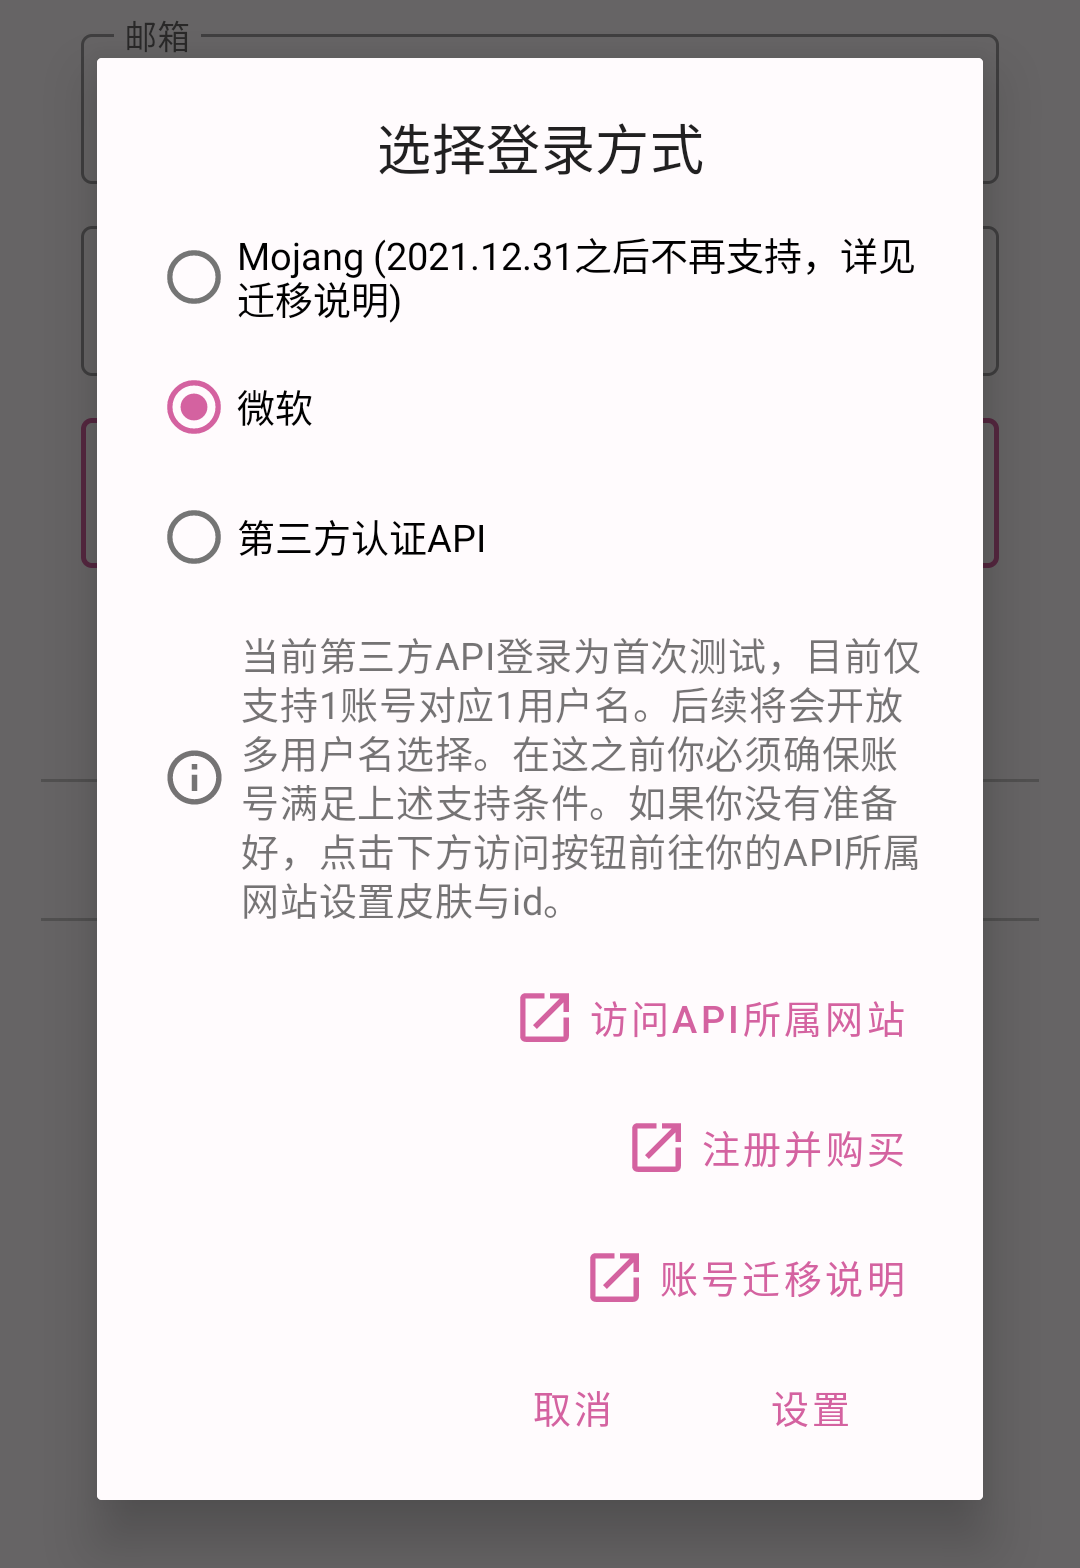 邮箱
选择登录方式
Mojang (2021.12.31之后不再支持，详见
迁移说明)
微软
第三方认证API
当前第三方API登录为首次测试，目前仅
支持1账号对应1用户名。后续将会开放
多用户名选择。在这之前你必须确保账
号满足上述支持条件。如果你没有准备
好，点击下方访问按钮前往你的API所属
网站设置皮肤与id。
访问API所属网站
注册并购买
账号迁移说明
取消
设置